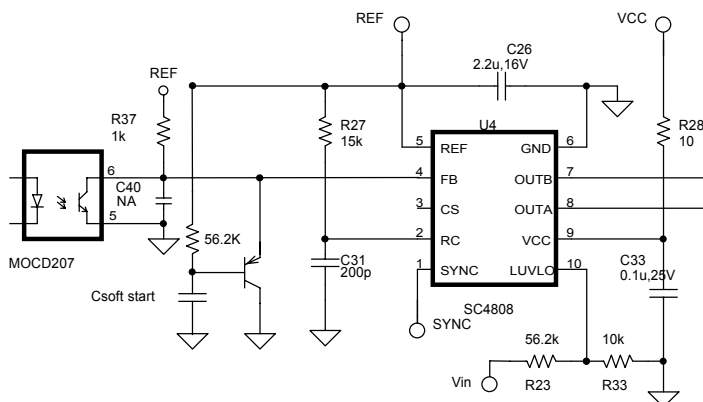 REF
VCC
C26
2.2u,16V
REF
R37
1k
R27
15k
U4
R28
10
5
REF
GND
6
6
C40
NA
4
FB
OUTB
7
5
3
CS
OUTA
8
56.2K
2
RC
VCC
9
MOCD207
C31
200p
1
SYNC
LUVLO
10
C33
0.1u,25V
Csoft start
SC4808
SYNC
56.2k
10k
Vin
R23
R33